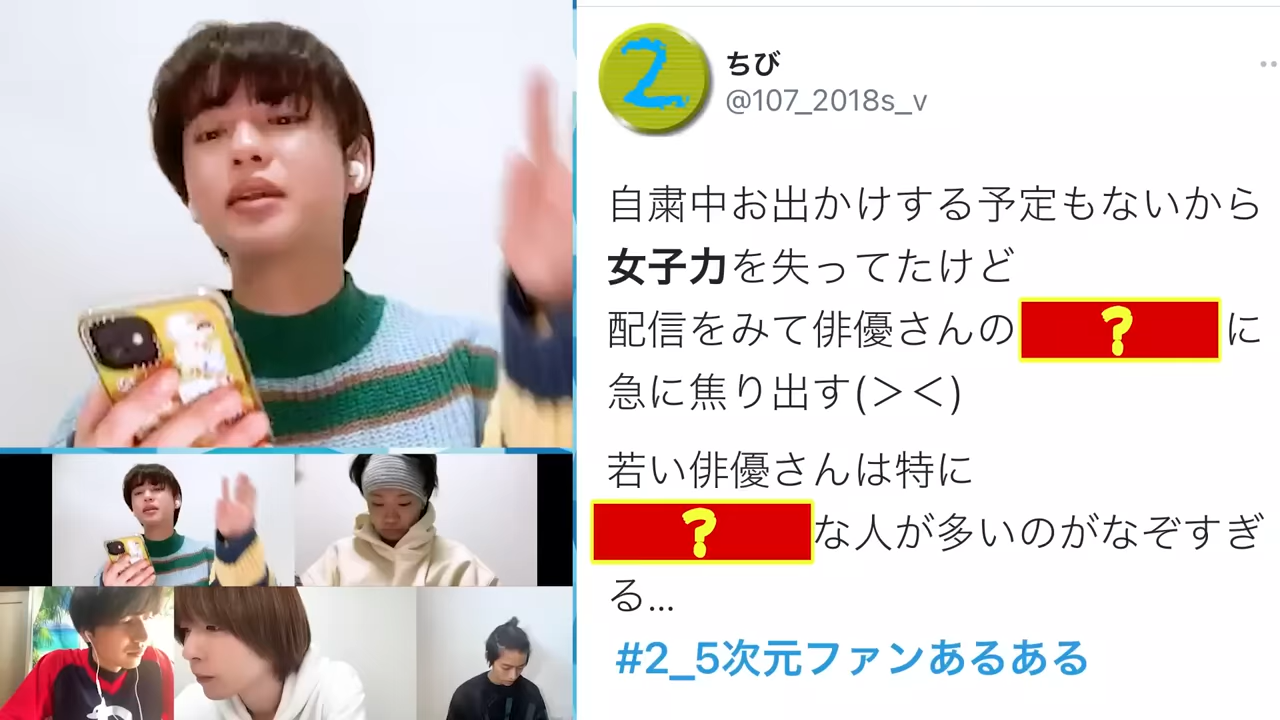 2
ちび
@107_2018s_v
自粛中お出かけする予定もないから
女子力を失ってたけど
配信をみて俳優さんの ? に
急に焦り出す(＞＜)
若い俳優さんは特に
? な人が多いのがなぞすぎ
る...
#2_5次元ファンあるある